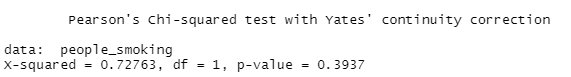 Pearson's Chi-squared test with Yates' continuity correction
data: people_smoking
X-squared = 0.72763, df = 1, p-value = 0.3937